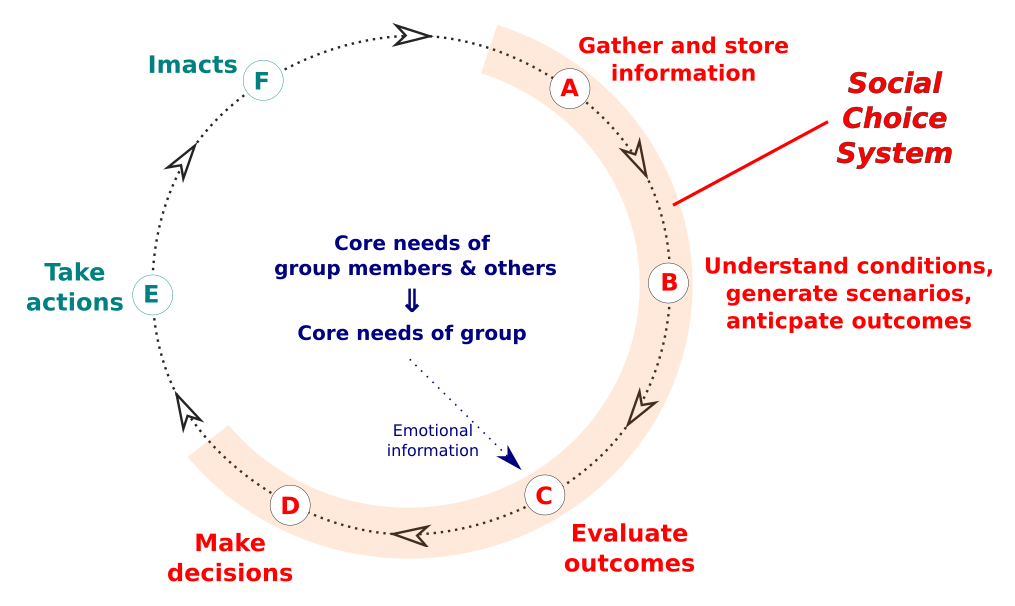 Gather and store
information
A
Social
Choice
System
Imacts
F
Understand conditions,
generate scenarios,
anticpate outcomes
B
Core needs of
group members & others
⇓
Core needs of group
Emotional
information
Take
actions
E
C
Evaluate
outcomes
D
Make
decisions